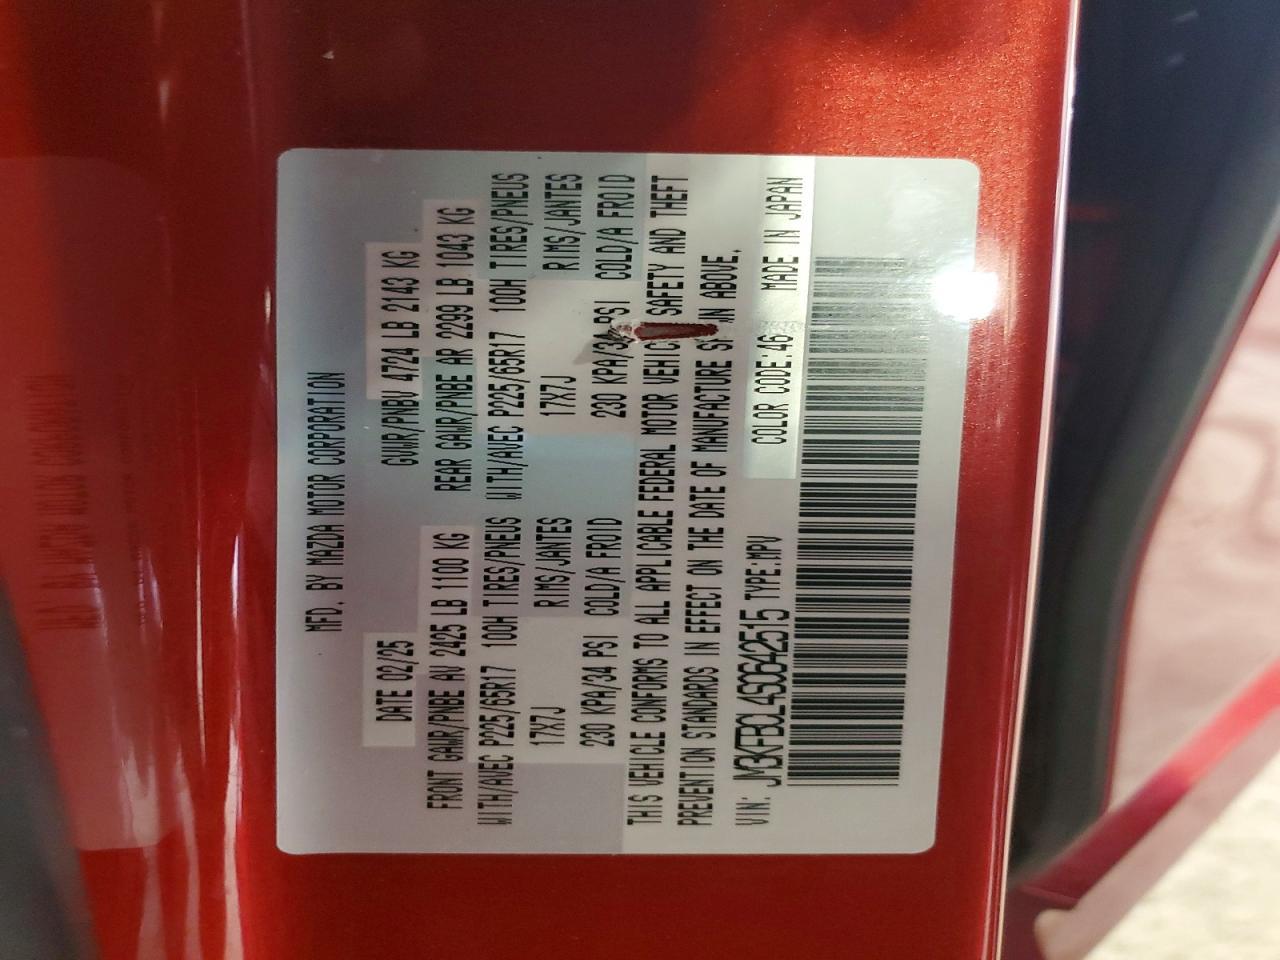 MFD. BY MAZDA MOTOR CORPORATION
DATE 02/25 GVWR/PNBV 4724 LB 2143 KG
FRONT GAWR/PNBE AV 2425 LB 1100 KG REAR GAWR/PNBE AR 2299 LB 1043 KG
WITH/AVEC P225/65R17 100H TIRES/PNEUS WITH/AVEC P225/65R17 100H TIRES/PNEUS
17X7J RIMS/JANTES 17X7J RIMS/JANTES
230 KPA/34 PSI COLD/A FROID 230 KPA/34 PSI COLD/A FROID
THIS VEHICLE CONFORMS TO ALL APPLICABLE FEDERAL MOTOR VEHIC SAFETY AND THEFT
PREVENTION STANDARDS IN EFFECT ON THE DATE OF MANUFACTURE S N ABOVE.
VIN: JM3KFBCL4S0642515 TYPE:MPV COLOR CODE:46 MADE IN JAPAN